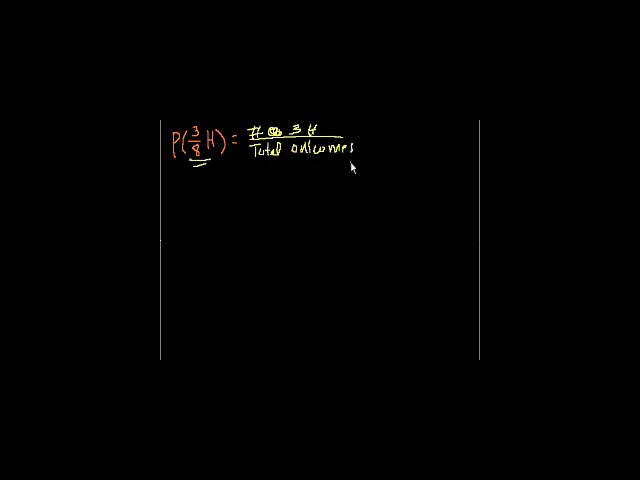 P(3/8 H) = # 3 H / Total outcomes